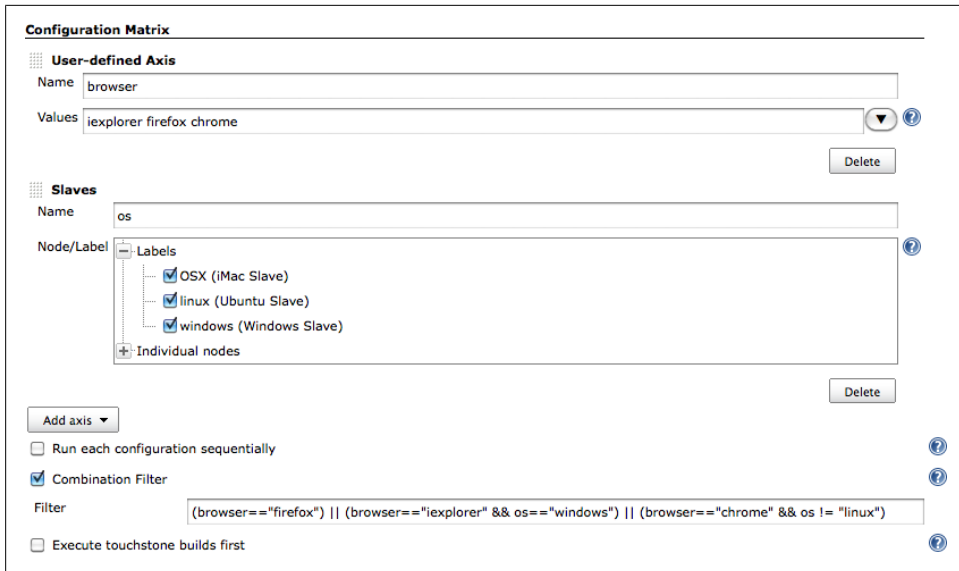 Configuration Matrix
User-defined Axis
Name browser
Values iexplorer firefox chrome
Delete
Slaves
Name os
Node/Label Labels
OSX (iMac Slave)
linux (Ubuntu Slave)
windows (Windows Slave)
Individual nodes
Delete
Add axis
Run each configuration sequentially
Combination Filter
Filter (browser=="firefox") || (browser=="iexplorer" && os=="windows") || (browser=="chrome" && os != "linux")
Execute touchstone builds first